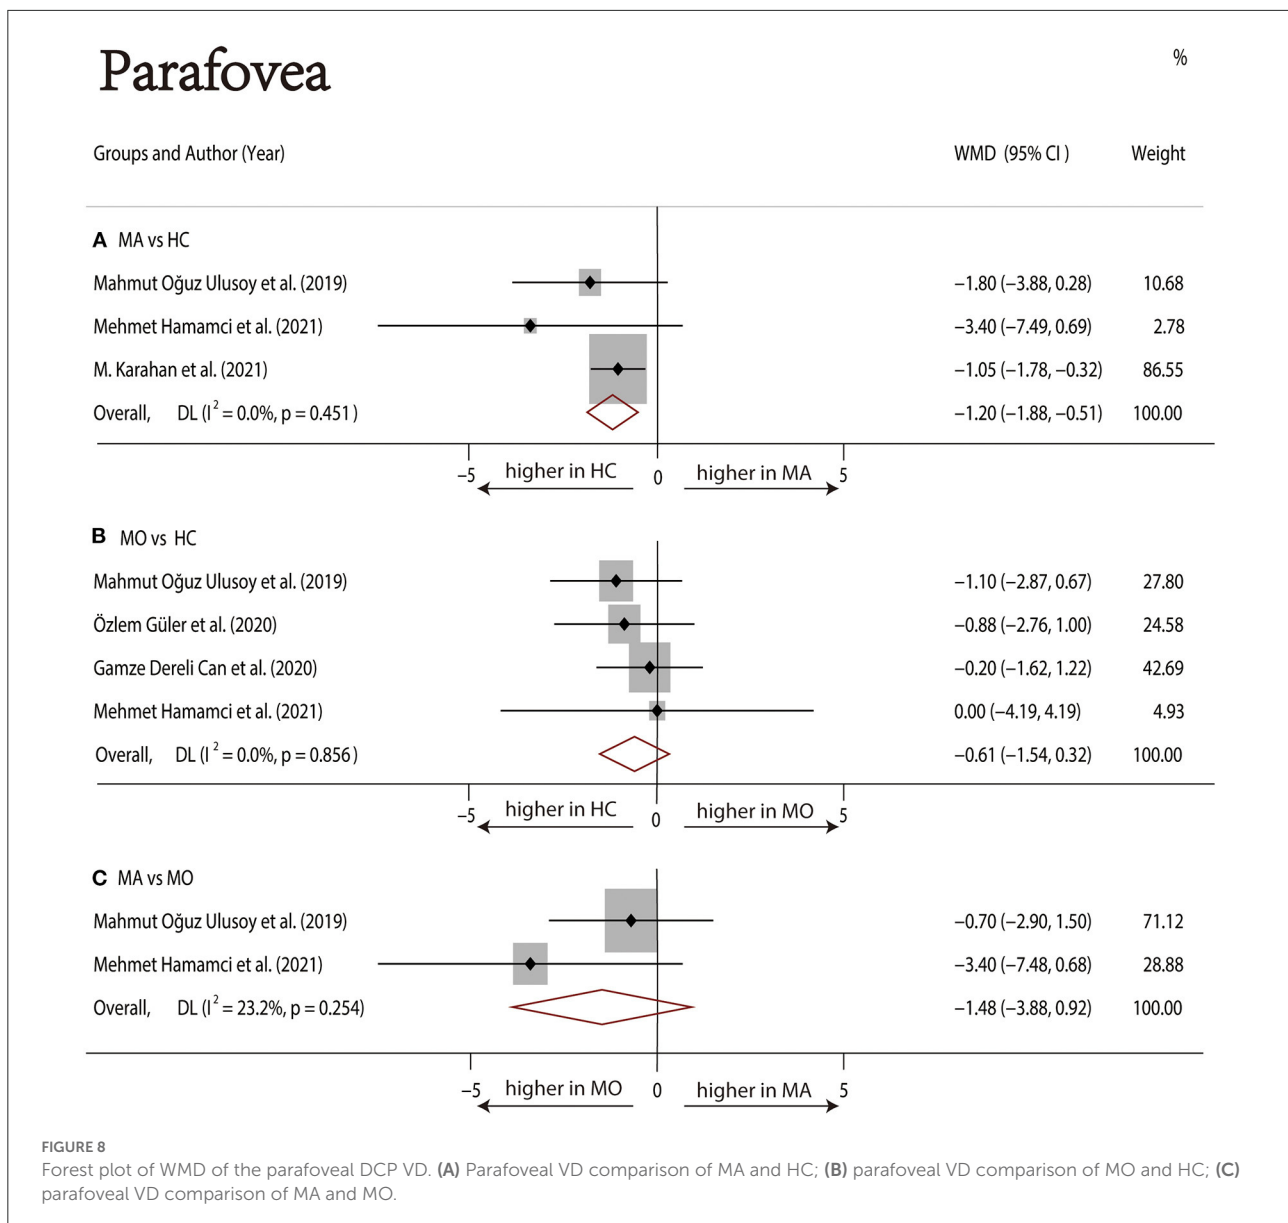 Parafovea
%
Groups and Author (Year) WMD (95% CI ) Weight
A MA vs HC
Mahmut Oğuz Ulusoy et al. (2019) −1.80 (−3.88, 0.28) 10.68
Mehmet Hamamci et al. (2021) −3.40 (−7.49, 0.69) 2.78
M. Karahan et al. (2021) −1.05 (−1.78, −0.32) 86.55
Overall, DL (I² = 0.0%, p = 0.451 ) −1.20 (−1.88, −0.51) 100.00
−5 higher in HC 0 higher in MA 5
B MO vs HC
Mahmut Oğuz Ulusoy et al. (2019) −1.10 (−2.87, 0.67) 27.80
Özlem Güler et al. (2020) −0.88 (−2.76, 1.00) 24.58
Gamze Dereli Can et al. (2020) −0.20 (−1.62, 1.22) 42.69
Mehmet Hamamci et al. (2021) 0.00 (−4.19, 4.19) 4.93
Overall, DL (I² = 0.0%, p = 0.856 ) −0.61 (−1.54, 0.32) 100.00
−5 higher in HC 0 higher in MO 5
C MA vs MO
Mahmut Oğuz Ulusoy et al. (2019) −0.70 (−2.90, 1.50) 71.12
Mehmet Hamamci et al. (2021) −3.40 (−7.48, 0.68) 28.88
Overall, DL (I² = 23.2%, p = 0.254) −1.48 (−3.88, 0.92) 100.00
−5 higher in MO 0 higher in MA 5
FIGURE 8
Forest plot of WMD of the parafoveal DCP VD. (A) Parafoveal VD comparison of MA and HC; (B) parafoveal VD comparison of MO and HC; (C)
parafoveal VD comparison of MA and MO.